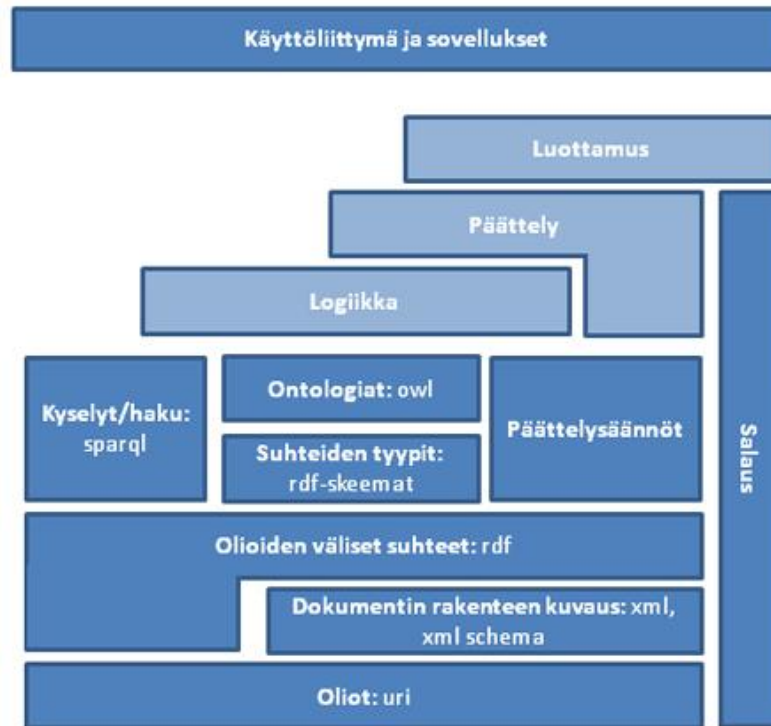 Käyttöliittymä ja sovellukset
Luottamus
Päättely
Logiikka
Kyselyt/haku:
sparql
Ontologiat: owl
Suhteiden tyypit:
rdf-skeemat
Päättelysäännöt
Salaus
Olioiden väliset suhteet: rdf
Dokumentin rakenteen kuvaus: xml,
xml schema
Oliot: uri